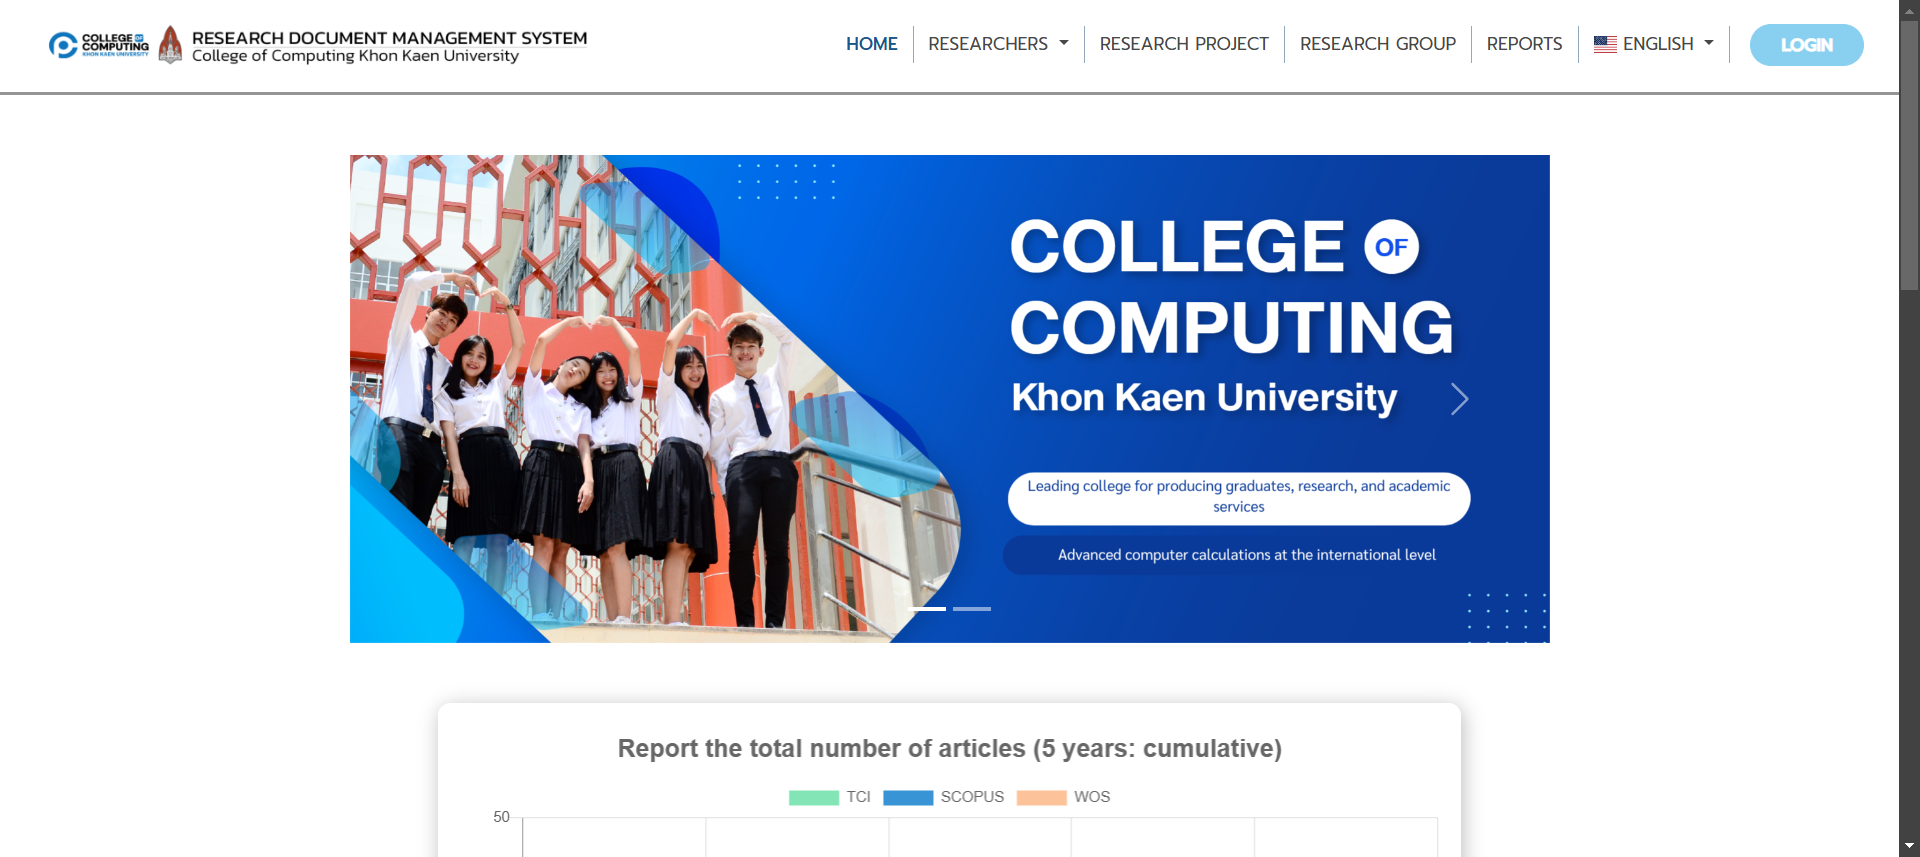 COLLEGE OF
COMPUTING
KHON KAEN UNIVERSITY
RESEARCH DOCUMENT MANAGEMENT SYSTEM
College of Computing Khon Kaen University
HOME
RESEARCHERS
RESEARCH PROJECT
RESEARCH GROUP
REPORTS
ENGLISH
LOGIN
COLLEGE OF
COMPUTING
Khon Kaen University
Leading college for producing graduates, research, and academic
services
Advanced computer calculations at the international level
Report the total number of articles (5 years: cumulative)
TCI SCOPUS WOS
50